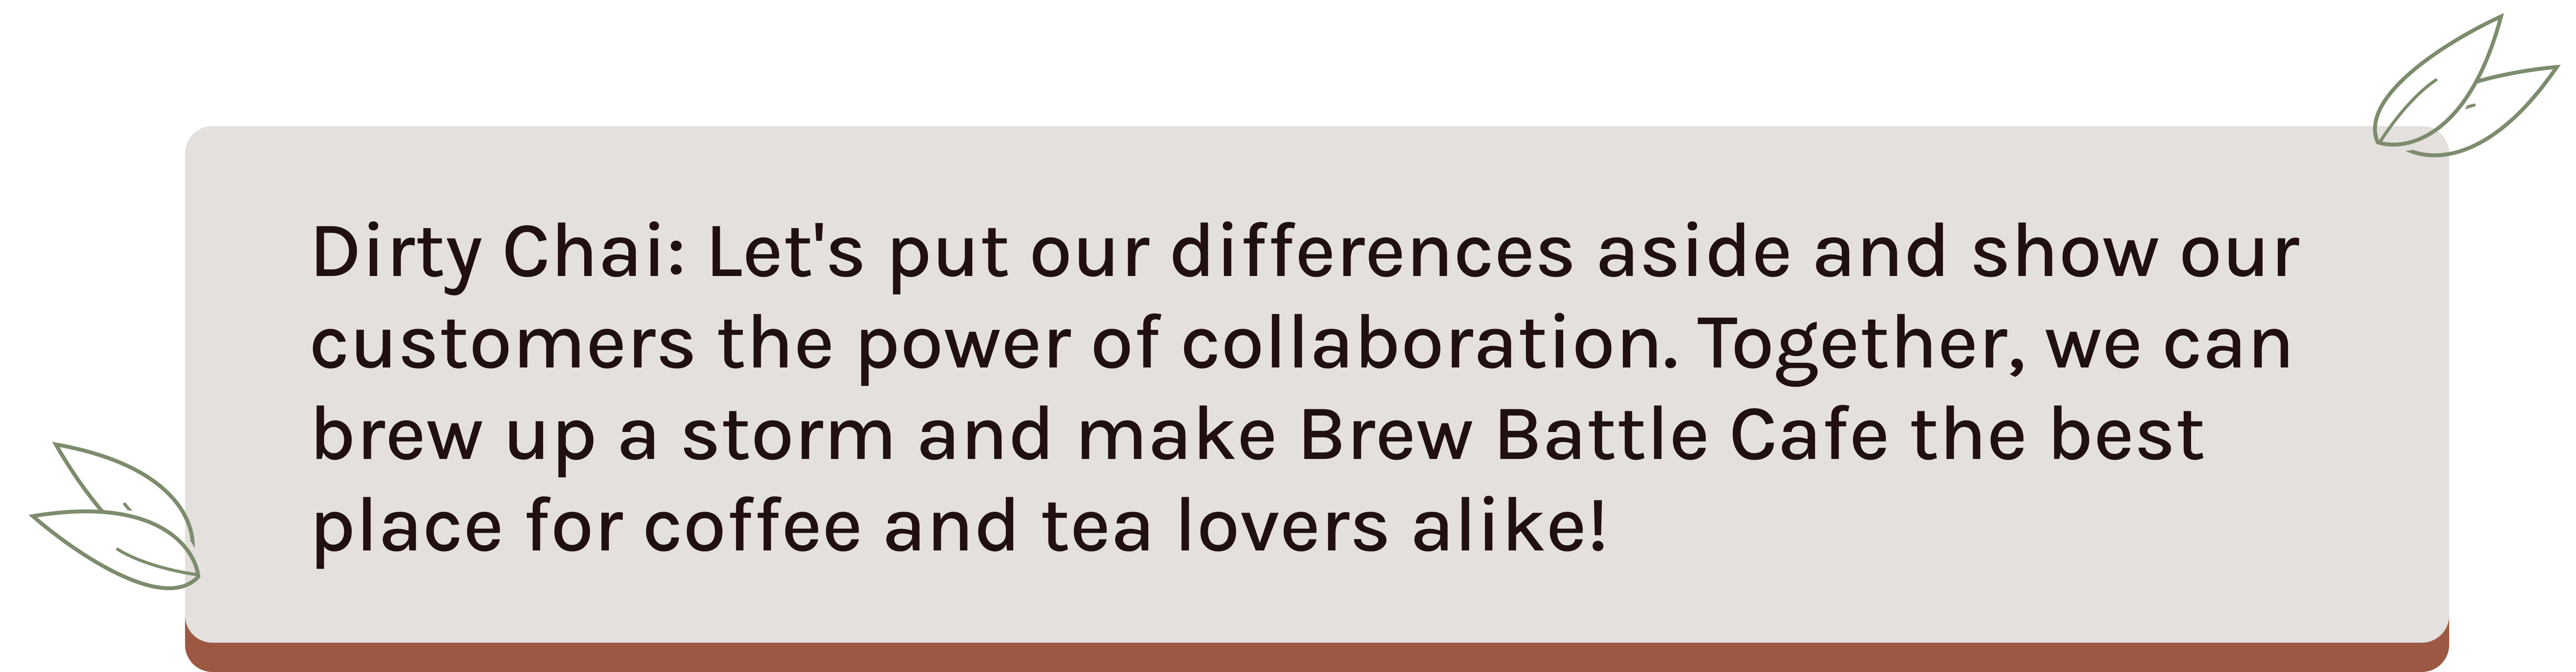 Dirty Chai: Let's put our differences aside and show our
customers the power of collaboration. Together, we can
brew up a storm and make Brew Battle Cafe the best
place for coffee and tea lovers alike!